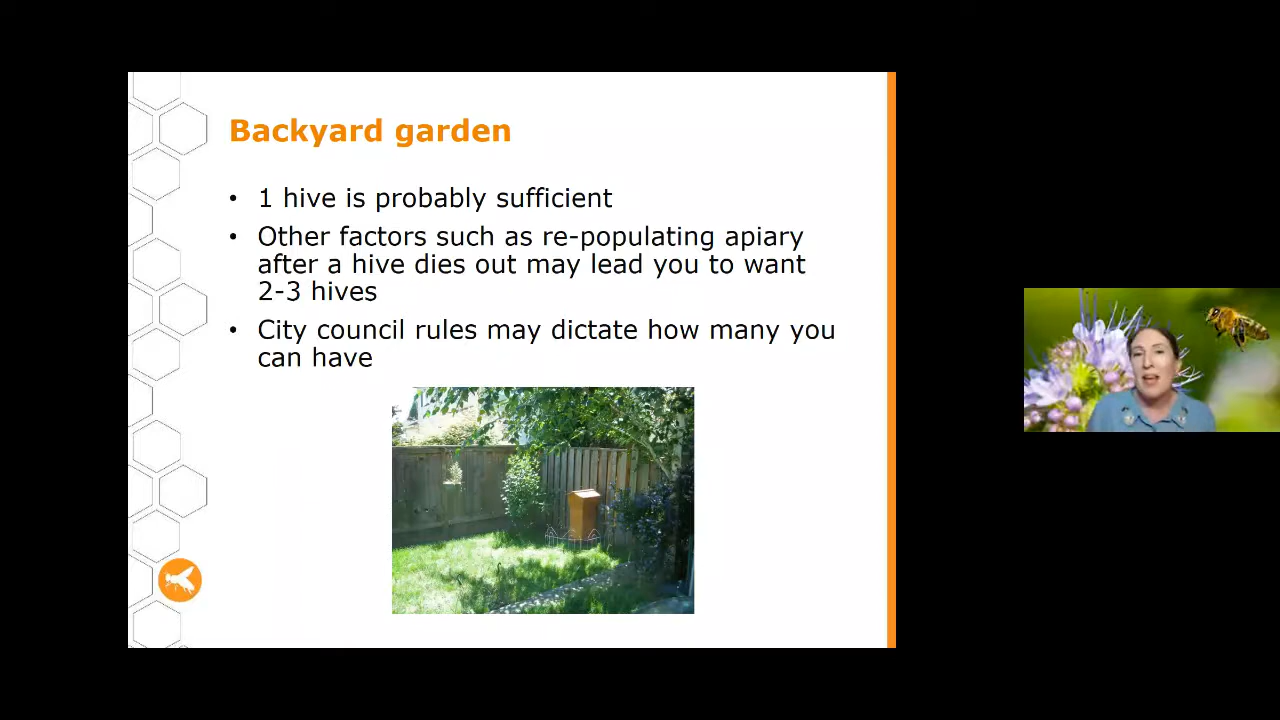 Backyard garden
• 1 hive is probably sufficient
• Other factors such as re-populating apiary
after a hive dies out may lead you to want
2-3 hives
• City council rules may dictate how many you
can have